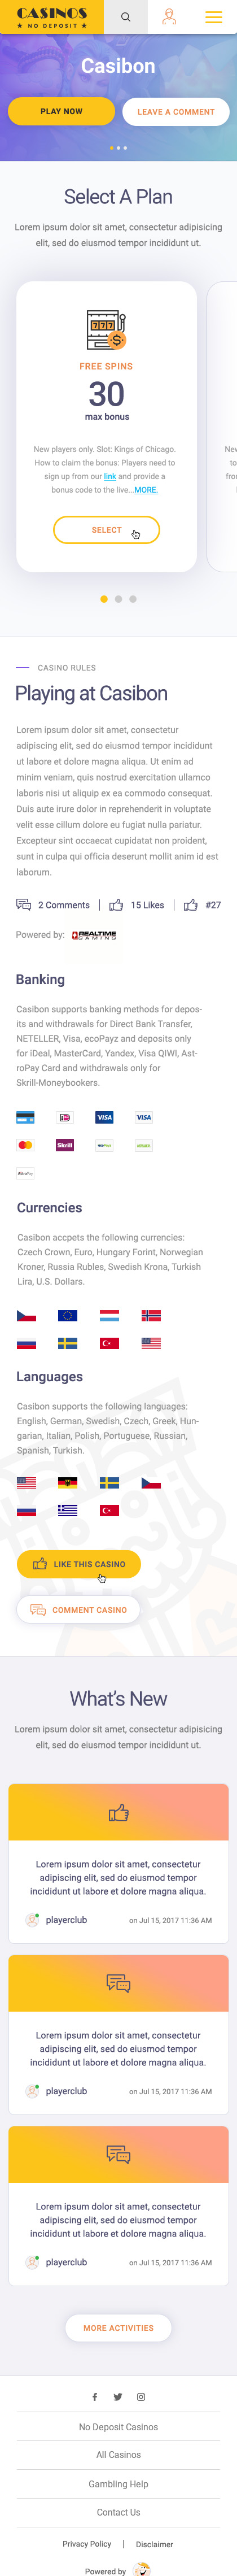 CASINOS
NO DEPOSIT
Casibon
PLAY NOW
LEAVE A COMMENT
Select A Plan
Lorem ipsum dolor sit amet, consectetur adipisicing
elit, sed do eiusmod tempor incididunt ut.
777
$
FREE SPINS
30
max bonus
New players only. Slot: Kings of Chicago.
How to claim the bonus: Players need to
sign up from our link and provide a
bonus code to the live...MORE.
SELECT
CASINO RULES
Playing at Casibon
Lorem ipsum dolor sit amet, consectetur
adipisicing elit, sed do eiusmod tempor incididunt
ut labore et dolore magna aliqua. Ut enim ad
minim veniam, quis nostrud exercitation ullamco
laboris nisi ut aliquip ex ea commodo consequat.
Duis aute irure dolor in reprehenderit in voluptate
velit esse cillum dolore eu fugiat nulla pariatur.
Excepteur sint occaecat cupidatat non proident,
sunt in culpa qui officia deserunt mollit anim id est
laborum.
2 Comments
15 Likes
#27
Powered by:
REALTIME
GAMING
Banking
Casibon supports banking methods for depos-
its and withdrawals for Direct Bank Transfer,
NETELLER, Visa, ecoPayz and deposits only
for iDeal, MasterCard, Yandex, Visa QIWI, Ast-
roPay Card and withdrawals only for
Skrill-Moneybookers.
VISA
VISA
Skrill
Currencies
Casibon accpets the following currencies:
Czech Crown, Euro, Hungary Forint, Norwegian
Kroner, Russia Rubles, Swedish Krona, Turkish
Lira, U.S. Dollars.
Languages
Casibon supports the following languages:
English, German, Swedish, Czech, Greek, Hun-
garian, Italian, Polish, Portuguese, Russian,
Spanish, Turkish.
LIKE THIS CASINO
COMMENT CASINO
What's New
Lorem ipsum dolor sit amet, consectetur adipisicing
elit, sed do eiusmod tempor incididunt ut.
Lorem ipsum dolor sit amet, consectetur
adipiscing elit, sedo do eiusmod tempor
incididunt ut labore et dolore magna aliqua.
playerclub
on Jul 15, 2017 11:36 AM
Lorem ipsum dolor sit amet, consectetur
adipiscing elit, sedo do eiusmod tempor
incididunt ut labore et dolore magna aliqua.
playerclub
on Jul 15, 2017 11:36 AM
Lorem ipsum dolor sit amet, consectetur
adipiscing elit, sedo do eiusmod tempor
incididunt ut labore et dolore magna aliqua.
playerclub
on Jul 15, 2017 11:36 AM
MORE ACTIVITIES
No Deposit Casinos
All Casinos
Gambling Help
Contact Us
Privacy Policy
Disclaimer
Powered by